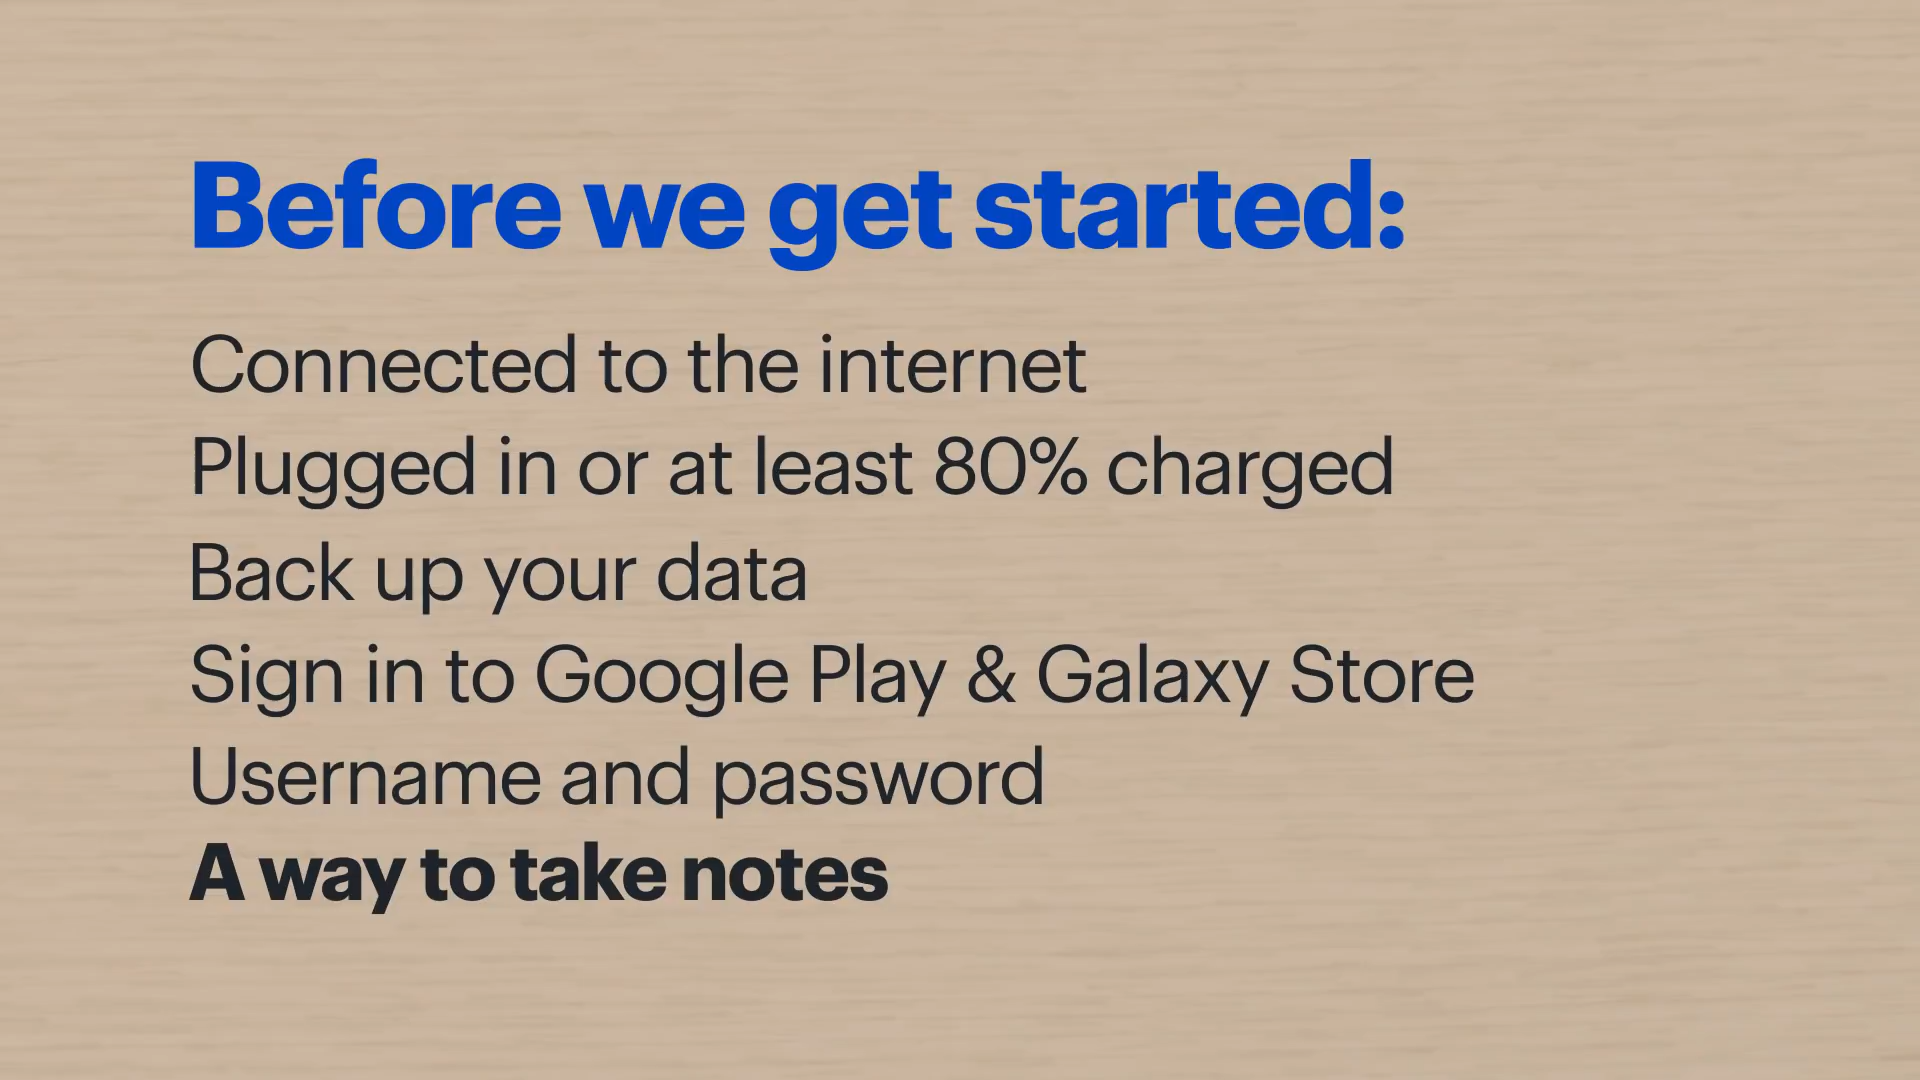 Before we get started:
Connected to the internet
Plugged in or at least 80% charged
Back up your data
Sign in to Google Play & Galaxy Store
Username and password
A way to take notes